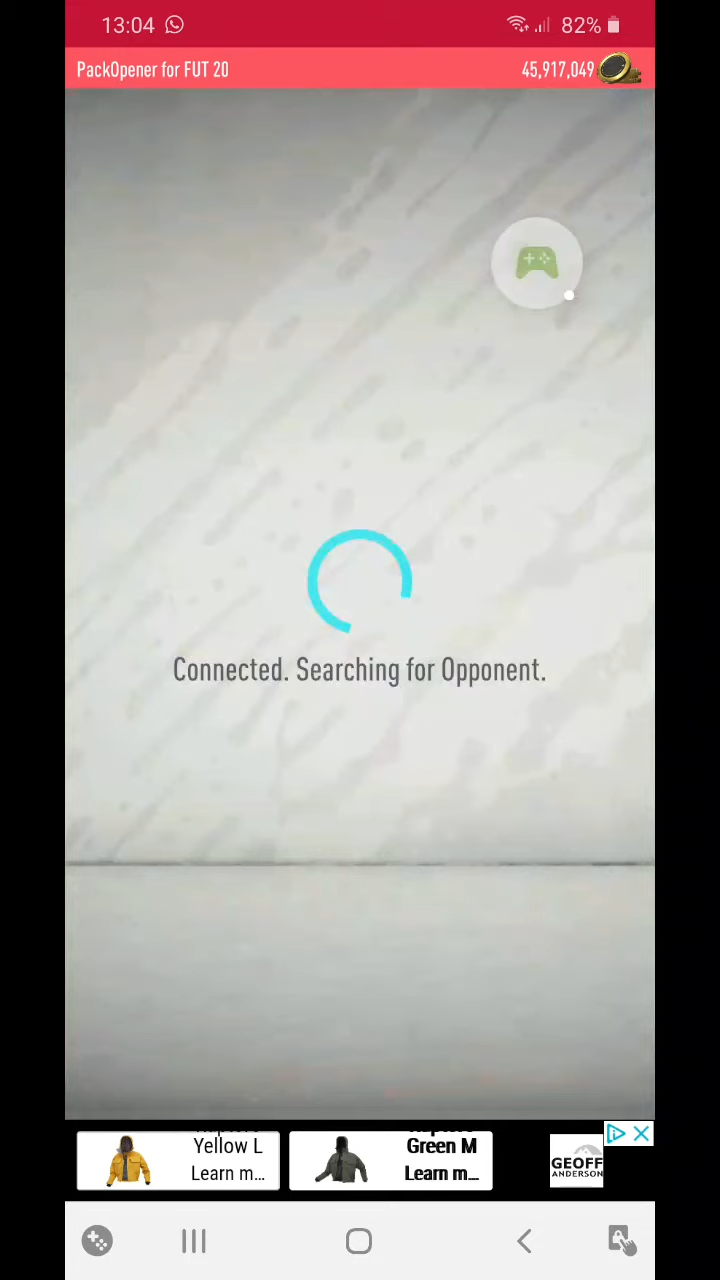 13:04
82%
PackOpener for FUT 20
45,917,049
Connected. Searching for Opponent.
Yellow L
Learn m...
Green M
Learn m...
GEOFF
ANDERSON